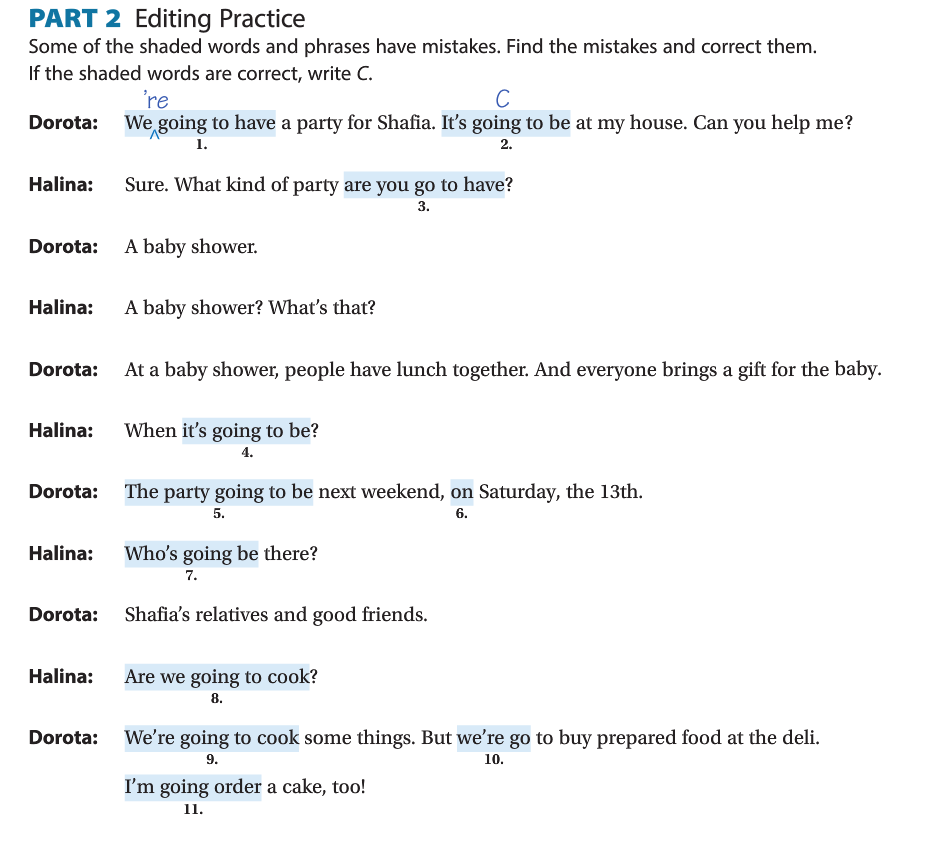 PART 2 Editing Practice
Some of the shaded words and phrases have mistakes. Find the mistakes and correct them.
If the shaded words are correct, write C.
're C
Dorota: We ^ going to have a party for Shafia. It's going to be at my house. Can you help me?
1. 2.
Halina: Sure. What kind of party are you go to have?
3.
Dorota: A baby shower.
Halina: A baby shower? What's that?
Dorota: At a baby shower, people have lunch together. And everyone brings a gift for the baby.
Halina: When it's going to be?
4.
Dorota: The party going to be next weekend, on Saturday, the 13th.
5. 6.
Halina: Who's going be there?
7.
Dorota: Shafia's relatives and good friends.
Halina: Are we going to cook?
8.
Dorota: We're going to cook some things. But we're go to buy prepared food at the deli.
9. 10.
I'm going order a cake, too!
11.